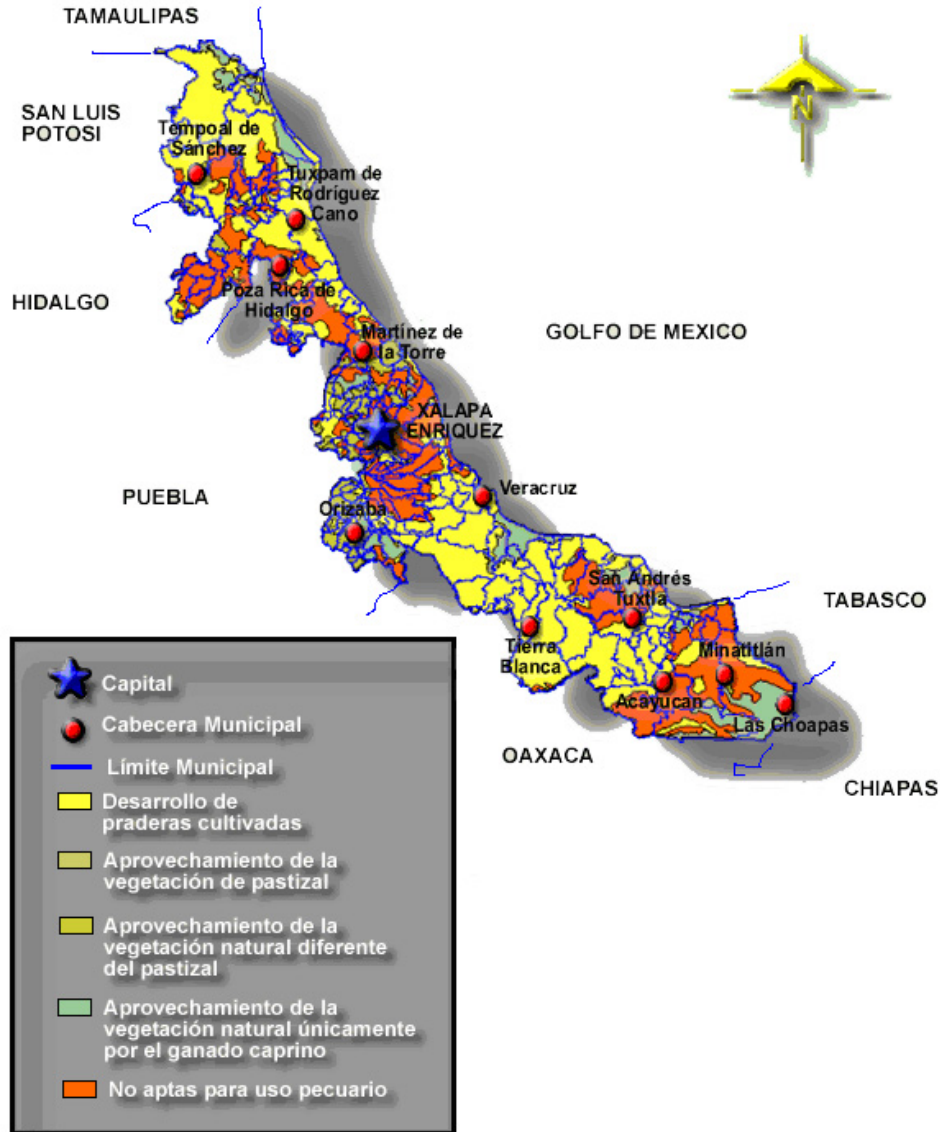 TAMAULIPAS
SAN LUIS
POTOSI
N
Tempoal de
Sánchez
Tuxpam de
Rodríguez
Cano
HIDALGO
Poza Rica de
Hidalgo
GOLFO DE MEXICO
Martínez de
la Torre
XALAPA
ENRIQUEZ
PUEBLA
Veracruz
Orizaba
San Andrés
Tuxtla
TABASCO
Tierra
Blanca
Minatitlán
Acayucan
Las Choapas
OAXACA
CHIAPAS
Capital
Cabecera Municipal
Límite Municipal
Desarrollo de
praderas cultivadas
Aprovechamiento de la
vegetación de pastizal
Aprovechamiento de la
vegetación natural diferente
del pastizal
Aprovechamiento de la
vegetación natural únicamente
por el ganado caprino
No aptas para uso pecuario